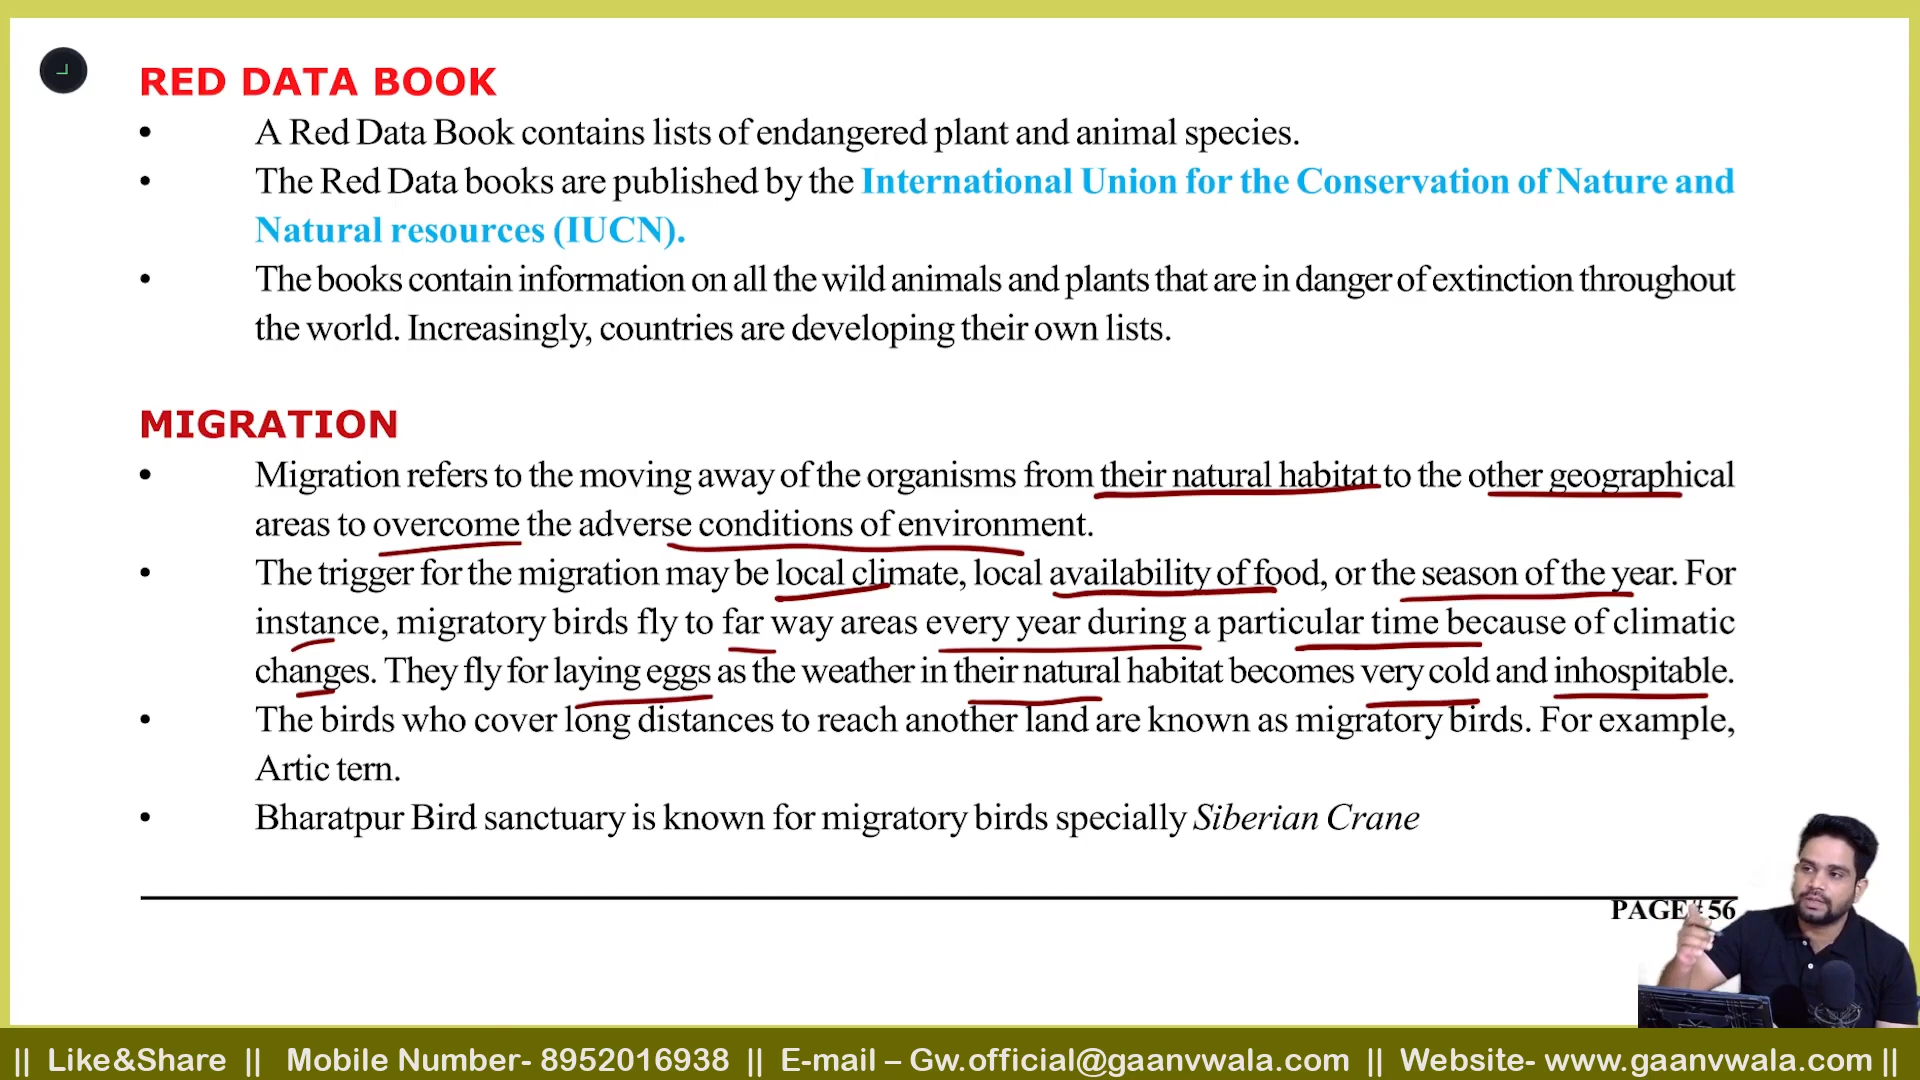 RED DATA BOOK
• A Red Data Book contains lists of endangered plant and animal species.
• The Red Data books are published by the International Union for the Conservation of Nature and
Natural resources (IUCN).
• The books contain information on all the wild animals and plants that are in danger of extinction throughout
the world. Increasingly, countries are developing their own lists.
MIGRATION
• Migration refers to the moving away of the organisms from their natural habitat to the other geographical
areas to overcome the adverse conditions of environment.
• The trigger for the migration may be local climate, local availability of food, or the season of the year. For
instance, migratory birds fly to far way areas every year during a particular time because of climatic
changes. They fly for laying eggs as the weather in their natural habitat becomes very cold and inhospitable.
• The birds who cover long distances to reach another land are known as migratory birds. For example,
Artic tern.
• Bharatpur Bird sanctuary is known for migratory birds specially Siberian Crane
PAGE# 56
|| Like&Share || Mobile Number- 8952016938 || E-mail – Gw.official@gaanvwala.com || Website- www.gaanvwala.com ||